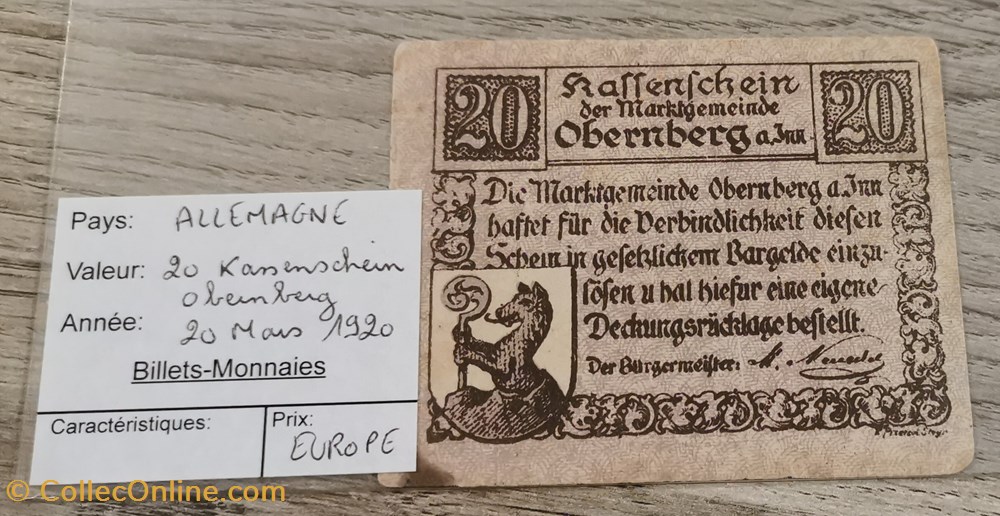 20
Kassenschein
der Marktgemeinde
Obernberg a. Inn.
20
Die Marktgemeinde Obernberg a. Inn
haftet für die Verbindlichkeit diesen
Schein in gesetzlichem Bargelde einzu-
lösen u hat hiefur eine eigene
Deckungsrücklage bestellt.
Der Bürgermeister:
Pays: ALLEMAGNE
Valeur: 20 Kassenschein
Obernberg
Année: 20 Mars 1920
Billets-Monnaies
Caractéristiques:
Prix:
EUROPE
© CollecOnline.com